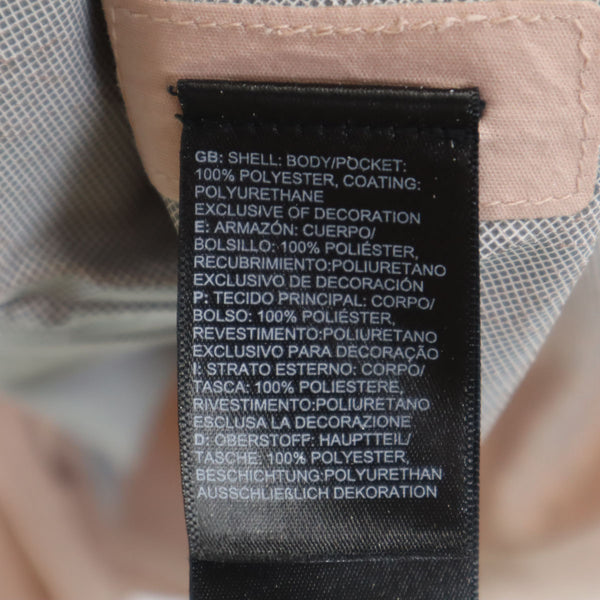 GB: SHELL: BODY/POCKET:
100% POLYESTER, COATING:
POLYURETHANE
EXCLUSIVE OF DECORATION
E: ARMAZÓN: CUERPO/
BOLSILLO: 100% POLIÉSTER,
RECUBRIMIENTO:POLIURETANO
EXCLUSIVO DE DECORACIÓN
P: TECIDO PRINCIPAL: CORPO/
BOLSO: 100% POLIÉSTER,
REVESTIMENTO:POLIURETANO
EXCLUSIVO PARA DECORAÇÃO
I: STRATO ESTERNO: CORPO/
TASCA: 100% POLIESTERE,
RIVESTIMENTO:POLIURETANO
ESCLUSA LA DECORAZIONE
D: OBERSTOFF: HAUPTTEIL/
TASCHE, 100% POLYESTER,
BESCHICHTUNG:POLYURETHAN
AUSSCHLIEßLICH DEKORATION